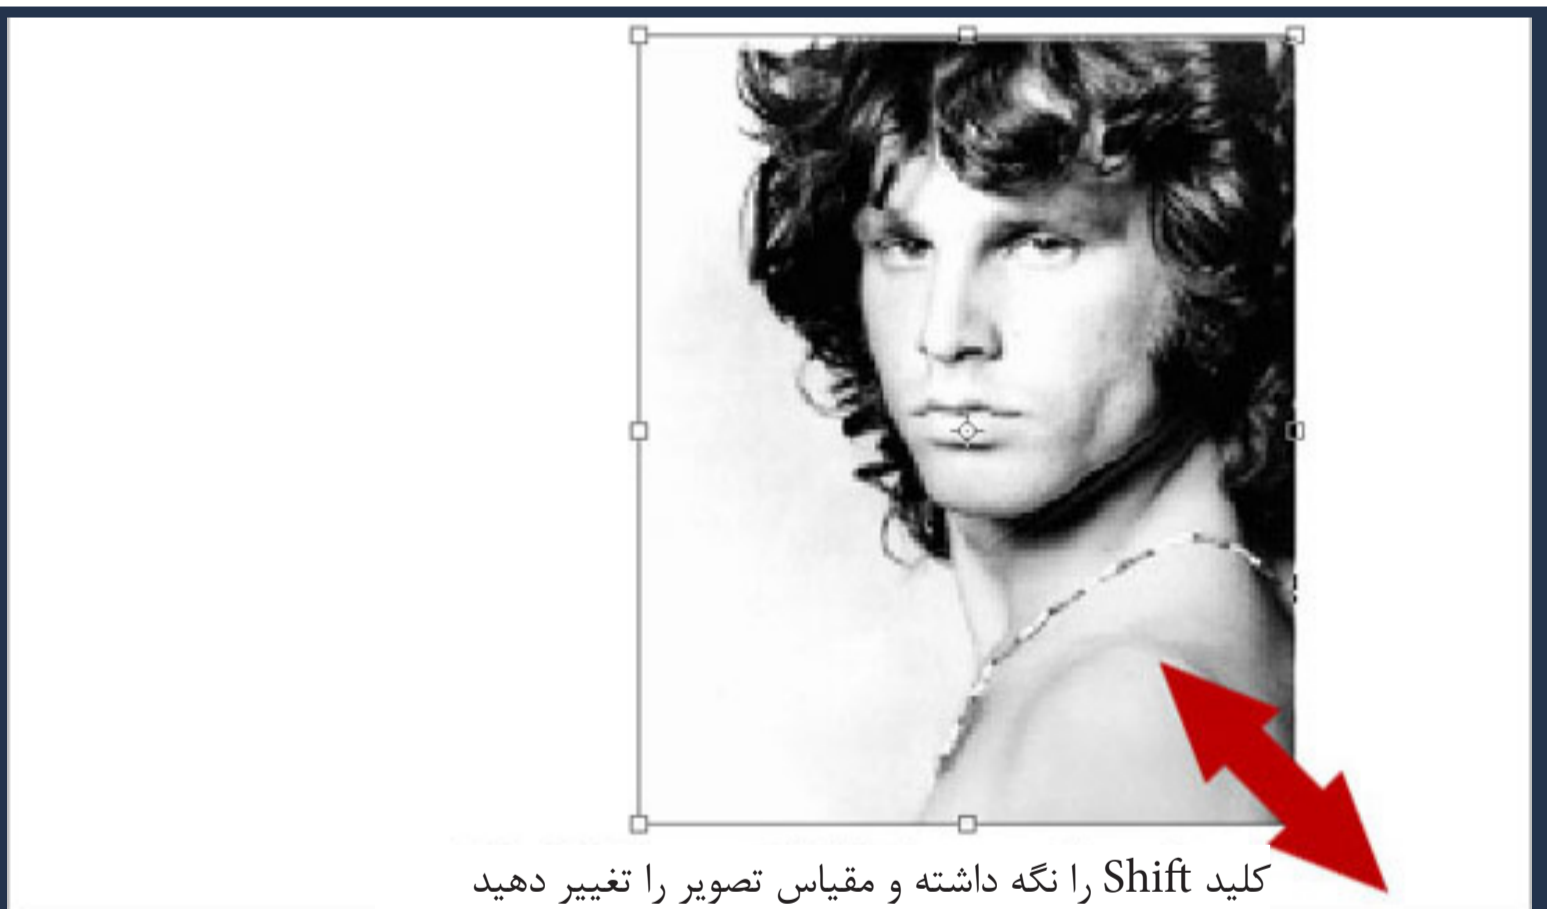 کلید Shift را نگه داشته و مقیاس تصویر را تغییر دهید